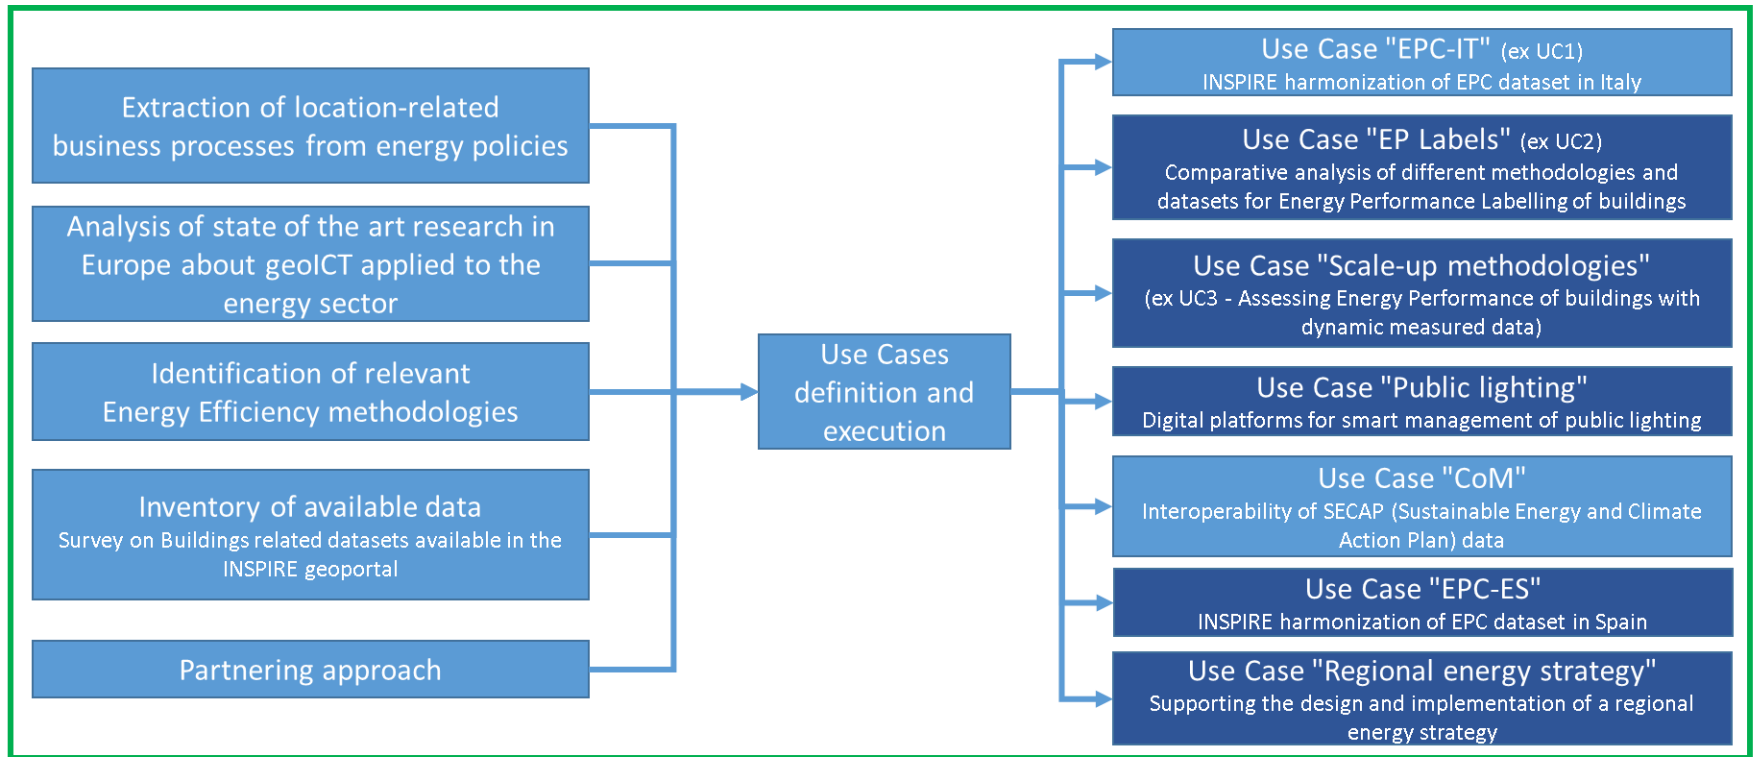 Extraction of location-related
business processes from energy policies
Analysis of state of the art research in
Europe about geoICT applied to the
energy sector
Identification of relevant
Energy Efficiency methodologies
Inventory of available data
Survey on Buildings related datasets available in the
INSPIRE geoportal
Partnering approach
Use Cases
definition and
execution
Use Case "EPC-IT" (ex UC1)
INSPIRE harmonization of EPC dataset in Italy
Use Case "EP Labels" (ex UC2)
Comparative analysis of different methodologies and
datasets for Energy Performance Labelling of buildings
Use Case "Scale-up methodologies"
(ex UC3 - Assessing Energy Performance of buildings with
dynamic measured data)
Use Case "Public lighting"
Digital platforms for smart management of public lighting
Use Case "CoM"
Interoperability of SECAP (Sustainable Energy and Climate
Action Plan) data
Use Case "EPC-ES"
INSPIRE harmonization of EPC dataset in Spain
Use Case "Regional energy strategy"
Supporting the design and implementation of a regional
energy strategy